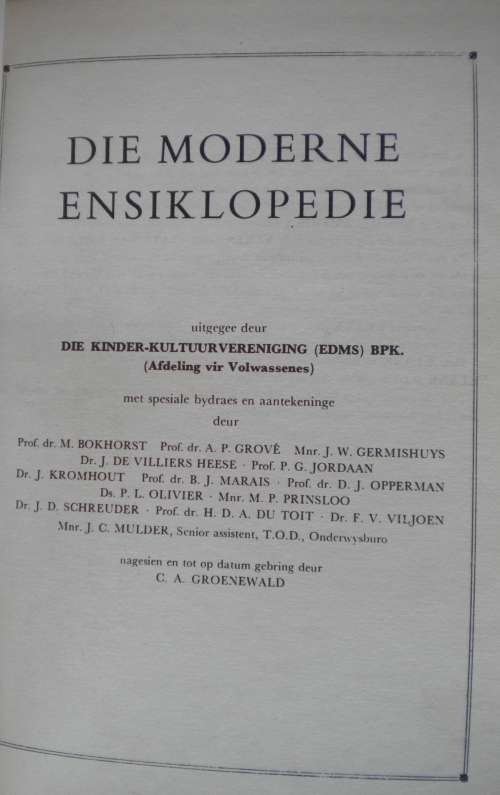 DIE MODERNE
ENSIKLOPEDIE
uitgegee deur
DIE KINDER-KULTUURVERENIGING (EDMS) BPK.
(Afdeling vir Volwassenes)
met spesiale bydraes en aantekeninge
deur
Prof. dr. M. BOKHORST Prof. dr. A. P. GROVÉ Mnr. J. W. GERMISHUYS
Dr. J. DE VILLIERS HEESE · Prof. P. G. JORDAAN
Dr. J. KROMHOUT Prof. dr. B. J. MARAIS · Prof. dr. D. J. OPPERMAN
Ds. P. L. OLIVIER · Mnr. M. P. PRINSLOO
Dr. J. D. SCHREUDER · Prof. dr. H. D. A. DU TOIT · Dr. F. V. VILJOEN
Mnr. J. C. MULDER, Senior assistent, T.O.D., Onderwysburo
nagesien en tot op datum gebring deur
C. A. GROENEWALD